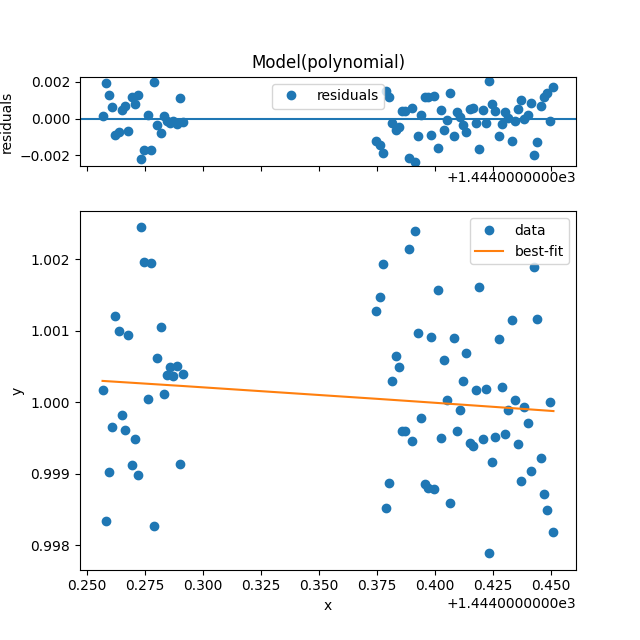 Model(polynomial)
residuals
0.002
0.000
−0.002
residuals
+1.4440000000e3
y
1.002
1.001
1.000
0.999
0.998
data
best-fit
0.250 0.275 0.300 0.325 0.350 0.375 0.400 0.425 0.450
x
+1.4440000000e3